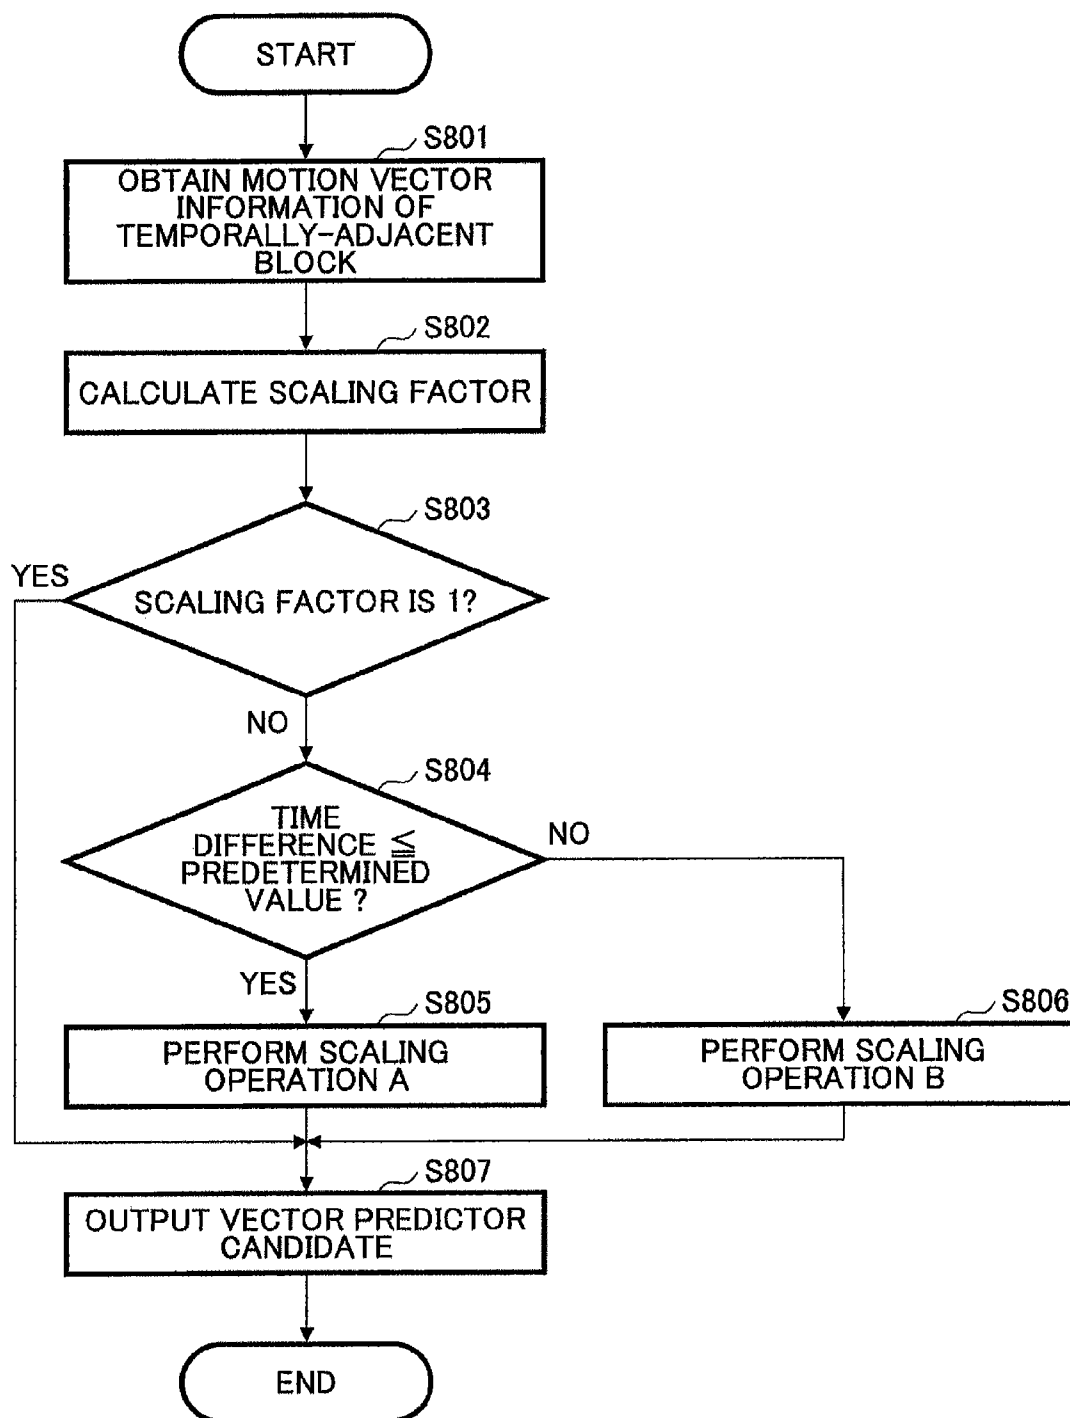 START
S801
OBTAIN MOTION VECTOR
INFORMATION OF
TEMPORALLY-ADJACENT
BLOCK
S802
CALCULATE SCALING FACTOR
S803
YES
SCALING FACTOR IS 1?
NO
S804
TIME
DIFFERENCE ≦
PREDETERMINED
VALUE ?
NO
YES
S805
PERFORM SCALING
OPERATION A
S806
PERFORM SCALING
OPERATION B
S807
OUTPUT VECTOR PREDICTOR
CANDIDATE
END